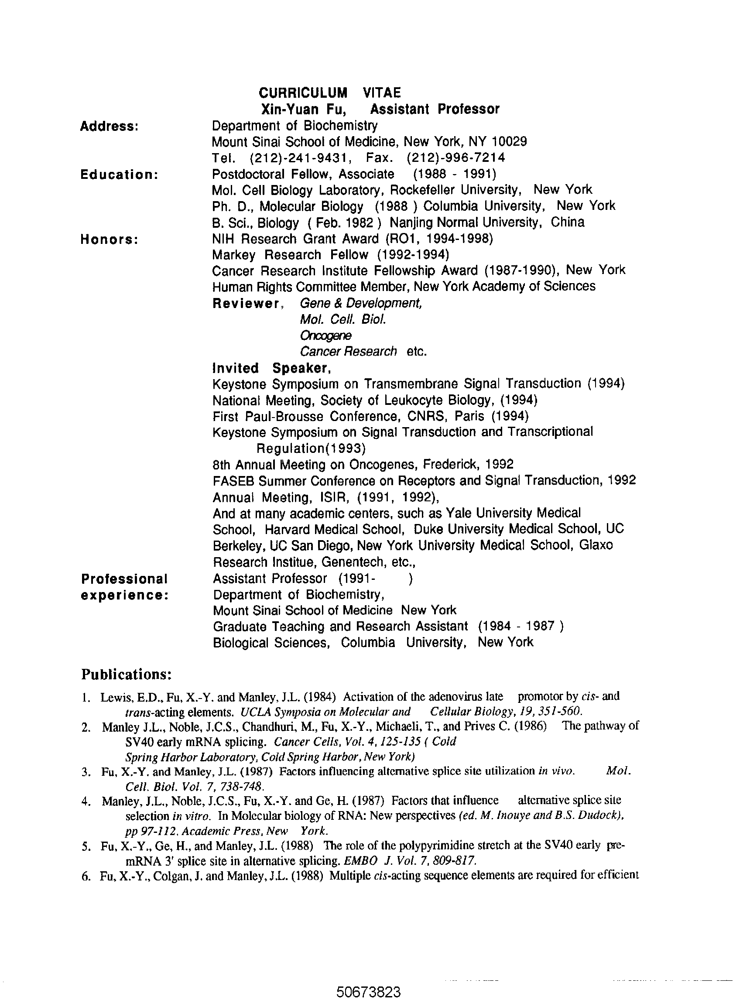 CURRICULUM VITAE
Xin-Yuan Fu, Assistant Professor
Address: Department of Biochemistry
Mount Sinai School of Medicine, New York, NY 10029
Tel. (212)-241-9431, Fax. (212)-996-7214
Education: Postdoctoral Fellow, Associate (1988 - 1991)
Mol. Cell Biology Laboratory, Rockefeller University, New York
Ph. D., Molecular Biology (1988 ) Columbia University, New York
B. Sci., Biology ( Feb. 1982 ) Nanjing Normal University, China
Honors: NIH Research Grant Award (RO1, 1994-1998)
Markey Research Fellow (1992-1994)
Cancer Research Institute Fellowship Award (1987-1990), New York
Human Rights Committee Member, New York Academy of Sciences
Reviewer, Gene & Development,
Mol. Cell. Biol.
Oncogene
Cancer Research etc.
Invited Speaker,
Keystone Symposium on Transmembrane Signal Transduction (1994)
National Meeting, Society of Leukocyte Biology, (1994)
First Paul-Brousse Conference, CNRS, Paris (1994)
Keystone Symposium on Signal Transduction and Transcriptional
Regulation(1993)
8th Annual Meeting on Oncogenes, Frederick, 1992
FASEB Summer Conference on Receptors and Signal Transduction, 1992
Annual Meeting, ISIR, (1991, 1992),
And at many academic centers, such as Yale University Medical
School, Harvard Medical School, Duke University Medical School, UC
Berkeley, UC San Diego, New York University Medical School, Glaxo
Research Institue, Genentech, etc.,
Professional Assistant Professor (1991- )
experience: Department of Biochemistry,
Mount Sinai School of Medicine New York
Graduate Teaching and Research Assistant (1984 - 1987 )
Biological Sciences, Columbia University, New York
Publications:
1. Lewis, E.D., Fu, X.-Y. and Manley, J.L. (1984) Activation of the adenovirus late promotor by cis- and
trans-acting elements. UCLA Symposia on Molecular and Cellular Biology, 19, 351-560.
2. Manley J.L., Noble, J.C.S., Chandhuri, M., Fu, X.-Y., Michaeli, T., and Prives C. (1986) The pathway of
SV40 early mRNA splicing. Cancer Cells, Vol. 4, 125-135 ( Cold
Spring Harbor Laboratory, Cold Spring Harbor, New York)
3. Fu, X.-Y. and Manley, J.L. (1987) Factors influencing alternative splice site utilization in vivo. Mol.
Cell. Biol. Vol. 7, 738-748.
4. Manley, J.L., Noble, J.C.S., Fu, X.-Y. and Ge, H. (1987) Factors that influence alternative splice site
selection in vitro. In Molecular biology of RNA: New perspectives (ed. M. Inouye and B.S. Dudock),
pp 97-112. Academic Press, New York.
5. Fu, X.-Y., Ge, H., and Manley, J.L. (1988) The role of the polypyrimidine stretch at the SV40 early pre-
mRNA 3' splice site in alternative splicing. EMBO J. Vol. 7, 809-817.
6. Fu, X.-Y., Colgan, J. and Manley, J.L. (1988) Multiple cis-acting sequence elements are required for efficient
50673823